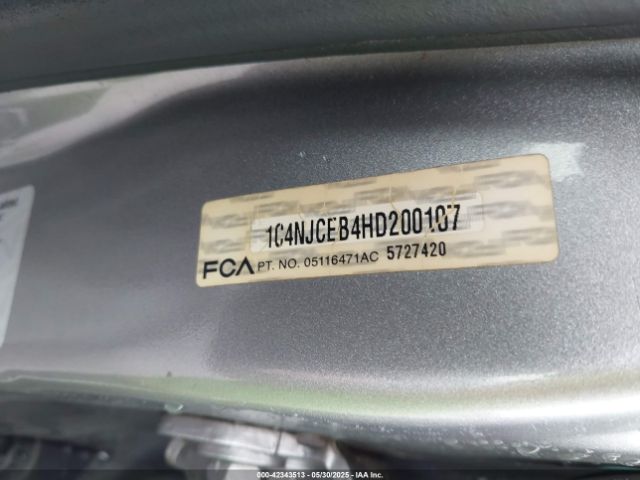 1C4NJCEB4HD200107
FCA PT. NO. 05116471AC 5727420
000-42343513 - 05/30/2025 - IAA Inc.